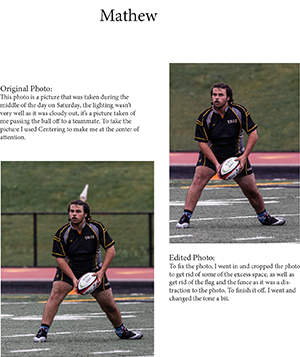 Mathew
Original Photo:
This photo is a picture that was taken during the
middle of the day on Saturday, the lighting wasn't
very well as it was cloudy out, it's a picture taken of
me passing the ball off to a teammate. To take the
picture I used Centering to make me at the center of
attention.
Edited Photo:
To fix the photo, I went in and cropped the photo
to get rid of some of the excess space, as well as
get rid of the flag and the fence as it was a dis-
traction to the photo. To finish it off, I went and
changed the tone a bit.